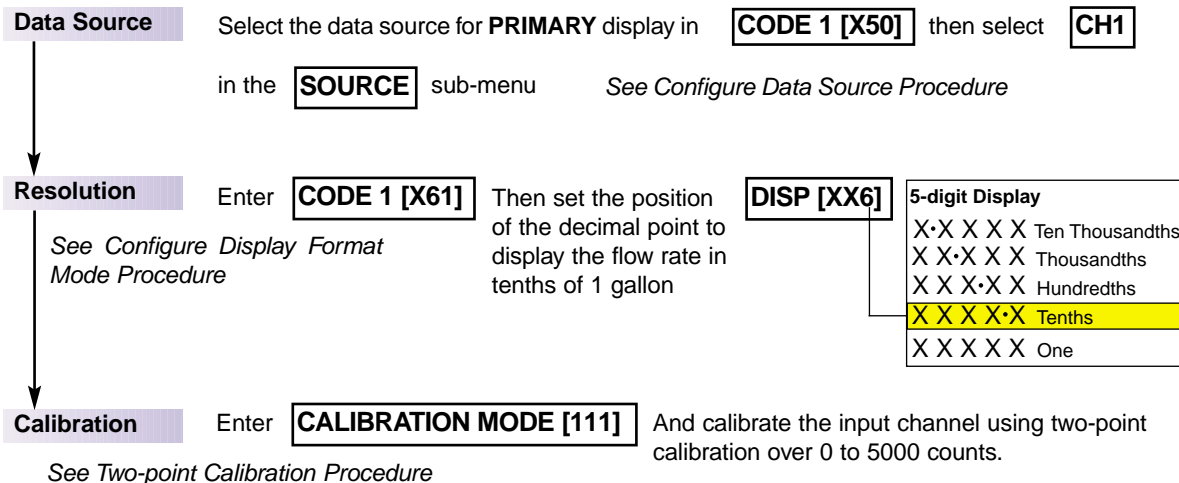 Data Source
Select the data source for PRIMARY display in CODE 1 [X50] then select CH1
in the SOURCE sub-menu See Configure Data Source Procedure
Resolution
Enter CODE 1 [X61]
See Configure Display Format
Mode Procedure
Then set the position
of the decimal point to
display the flow rate in
tenths of 1 gallon
DISP [XX6]
5-digit Display
X•X X X X Ten Thousandths
X X•X X X Thousandths
X X X•X X Hundredths
X X X X•X Tenths
X X X X X One
Calibration
Enter CALIBRATION MODE [111]
And calibrate the input channel using two-point
calibration over 0 to 5000 counts.
See Two-point Calibration Procedure